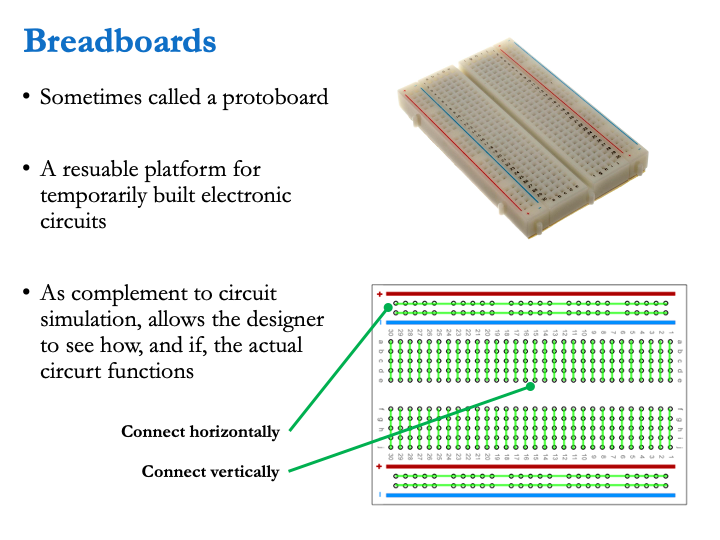 Breadboards
• Sometimes called a protoboard
• A resuable platform for
temporarily built electronic
circuits
• As complement to circuit
simulation, allows the designer
to see how, and if, the actual
circurt functions
Connect horizontally
Connect vertically
+
30 29 28 27 26 25 24 23 22 21 20 19 18 17 16 15 14 13 12 11 10 9 8 7 6 5 4 3 2 1
a b c d e
a b c d e
f g h i j
f g h i j
30 29 28 27 26 25 24 23 22 21 20 19 18 17 16 15 14 13 12 11 10 9 8 7 6 5 4 3 2 1
+
I